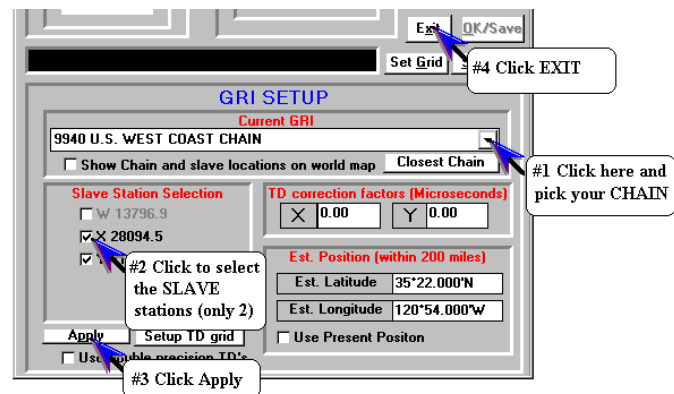 Exit
OK/Save
Set Grid
#4 Click EXIT
GRI SETUP
Current GRI
9940 U.S. WEST COAST CHAIN
Show Chain and slave locations on world map
Closest Chain
#1 Click here and
pick your CHAIN
Slave Station Selection
W 13796.9
X 28094.5
Y
#2 Click to select
the SLAVE
stations (only 2)
TD correction factors (Microseconds)
X 0.00
Y 0.00
Est. Position (within 200 miles)
Est. Latitude 35°22.000'N
Est. Longitude 120°54.000'W
Use Present Positon
Apply
Setup TD grid
Use double precision TD's
#3 Click Apply